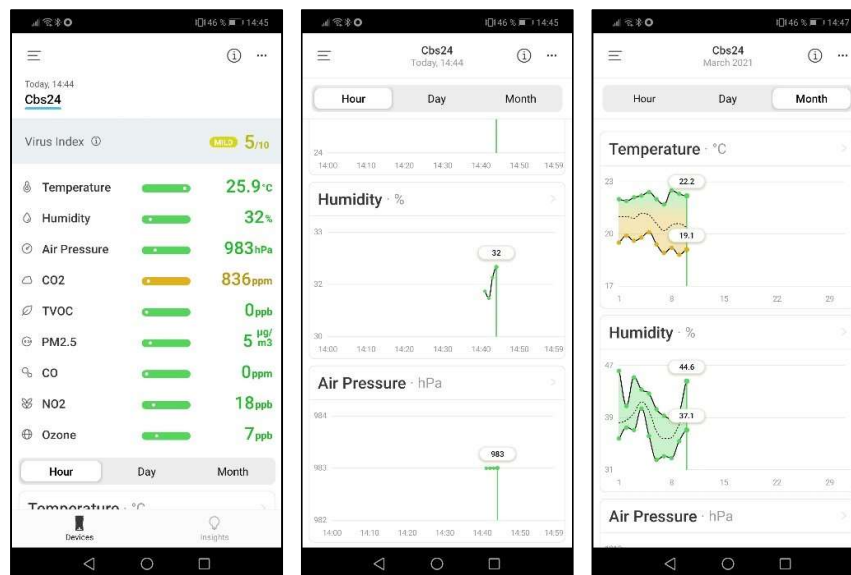 46 % 14:45
Today, 14:44
Cbs24
Virus Index
MILD 5/10
Temperature 25.9°C
Humidity 32%
Air Pressure 983hPa
CO2 836ppm
TVOC 0ppb
PM2.5 5 µg/m3
CO 0ppm
NO2 18ppb
Ozone 7ppb
Hour Day Month
Temperature · °C
Devices Insights
46 % 14:45
Cbs24
Today, 14:44
Hour Day Month
24
14:00 14:10 14:20 14:30 14:40 14:50 14:59
Humidity · %
33
32
32
30
14:00 14:10 14:20 14:30 14:40 14:50 14:59
Air Pressure · hPa
984
983
983
982
14:00 14:10 14:20 14:30 14:40 14:50 14:59
46 % 14:47
Cbs24
March 2021
Hour Day Month
Temperature · °C
23
22.2
20
19.1
17
1 8 15 22 29
Humidity · %
47
44.6
39
37.1
31
1 8 15 22 29
Air Pressure · hPa